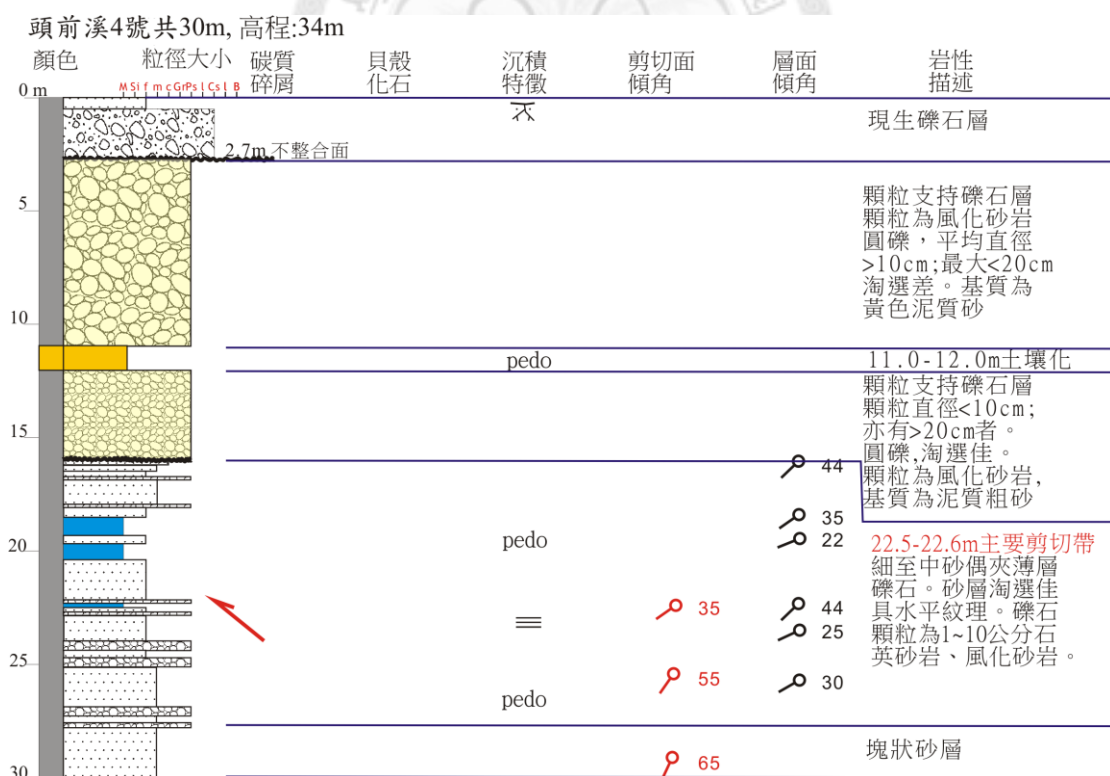 頭前溪4號共30m, 高程:34m
顏色 粒徑大小 碳質碎屑 貝殼化石 沉積特徵 剪切面傾角 層面傾角 岩性描述
M Si f m c Gr Ps l C s l B
0 m
現生礫石層
2.7m 不整合面
5
顆粒支持礫石層
顆粒為風化砂岩
圓礫，平均直徑
>10cm;最大<20cm
淘選差。基質為
黃色泥質砂
10
pedo
11.0-12.0m土壤化
顆粒支持礫石層
顆粒直徑<10cm;
亦有>20cm者。
圓礫,淘選佳。
顆粒為風化砂岩,
基質為泥質粗砂
15
44
35
20
pedo
22
22.5-22.6m主要剪切帶
細至中砂偶夾薄層
礫石。砂層淘選佳
具水平紋理。礫石
顆粒為1~10公分石
英砂岩、風化砂岩。
35
44
25
25
55
30
pedo
塊狀砂層
65
30